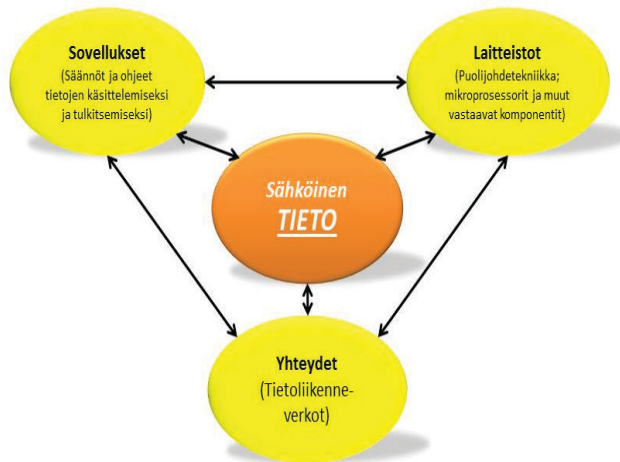 Sovellukset
(Säännöt ja ohjeet
tietojen käsittelemiseksi
ja tulkitsemiseksi)
Laitteistot
(Puolijohdetekniikka;
mikroprosessorit ja muut
vastaavat komponentit)
Sähköinen
TIETO
Yhteydet
(Tietoliikenne-
verkot)